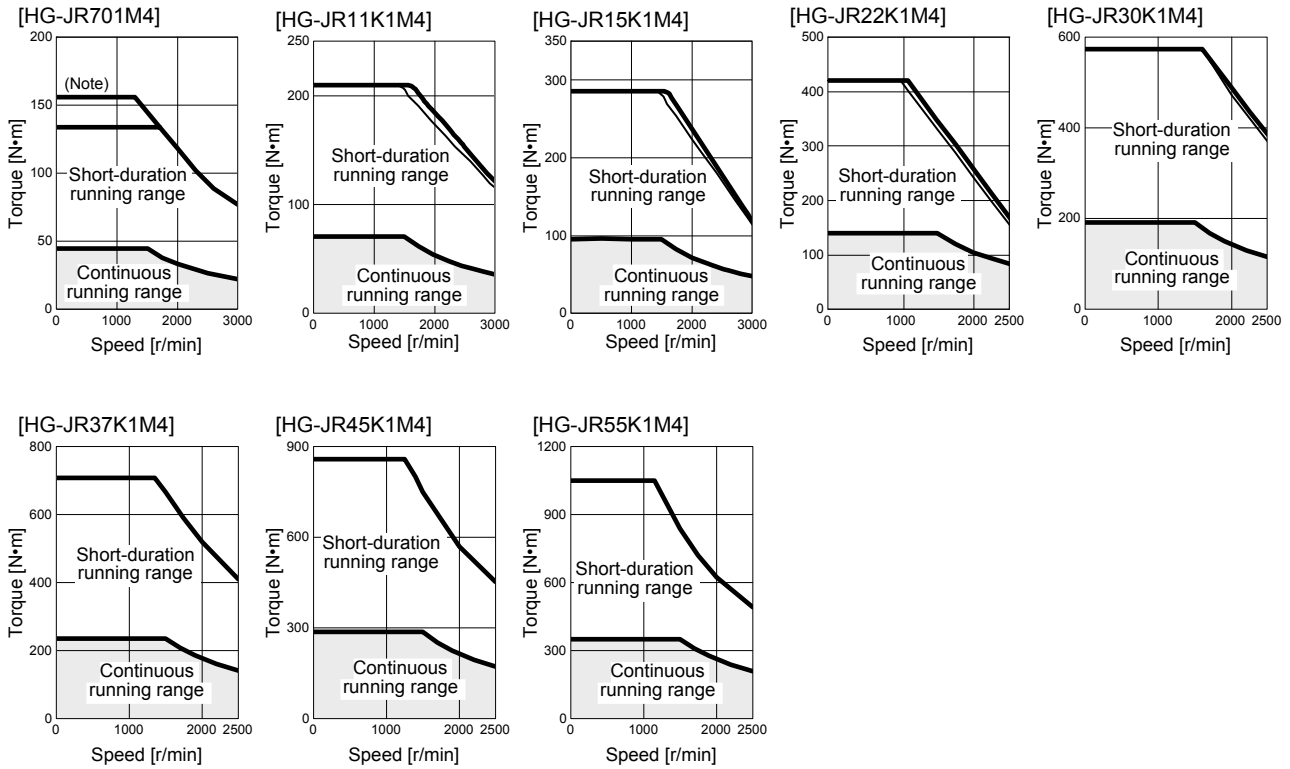 [HG-JR701M4]
200
150
100
50
0
(Note)
Short-duration
running range
Continuous
running range
0 1000 2000 3000
Torque [N•m]
Speed [r/min]
[HG-JR11K1M4]
250
200
100
0
Short-duration
running range
Continuous
running range
0 1000 2000 3000
Torque [N•m]
Speed [r/min]
[HG-JR15K1M4]
350
300
200
100
0
Short-duration
running range
Continuous
running range
0 1000 2000 3000
Torque [N•m]
Speed [r/min]
[HG-JR22K1M4]
500
400
300
200
100
0
Short-duration
running range
Continuous
running range
0 1000 2000 2500
Torque [N•m]
Speed [r/min]
[HG-JR30K1M4]
600
400
200
0
Short-duration
running range
Continuous
running range
0 1000 2000 2500
Torque [N•m]
Speed [r/min]
[HG-JR37K1M4]
800
600
400
200
0
Short-duration
running range
Continuous
running range
0 1000 2000 2500
Torque [N•m]
Speed [r/min]
[HG-JR45K1M4]
900
600
300
0
Short-duration
running range
Continuous
running range
0 1000 2000 2500
Torque [N•m]
Speed [r/min]
[HG-JR55K1M4]
1200
900
600
300
0
Short-duration
running range
Continuous
running range
0 1000 2000 2500
Torque [N•m]
Speed [r/min]